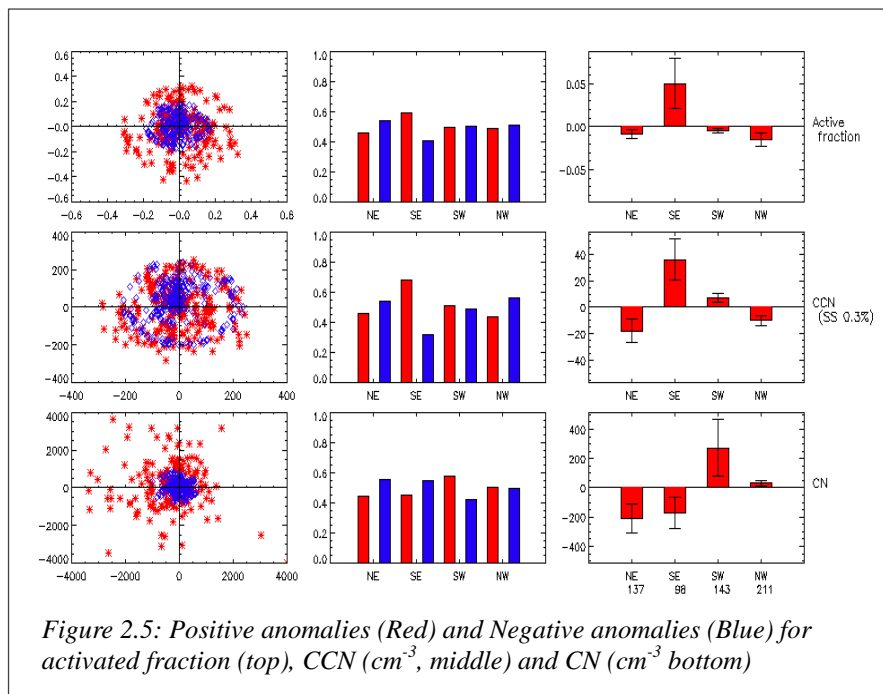 0.6
0.4
0.2
-0.0
-0.2
-0.4
-0.6
-0.6 -0.4 -0.2 -0.0 0.2 0.4 0.6
1.0
0.8
0.6
0.4
0.2
0.0
NE SE SW NW
0.05
0.00
-0.05
NE SE SW NW
Active
fraction
400
200
0
-200
-400
-400 -200 0 200 400
1.0
0.8
0.6
0.4
0.2
0.0
NE SE SW NW
40
20
0
-20
-40
NE SE SW NW
CCN
(SS 0.3%)
4000
2000
0
-2000
-4000
-4000 -2000 0 2000 4000
1.0
0.8
0.6
0.4
0.2
0.0
NE SE SW NW
400
200
0
-200
-400
NE SE SW NW
137 98 143 211
CN
Figure 2.5: Positive anomalies (Red) and Negative anomalies (Blue) for
activated fraction (top), CCN (cm⁻³, middle) and CN (cm⁻³ bottom)